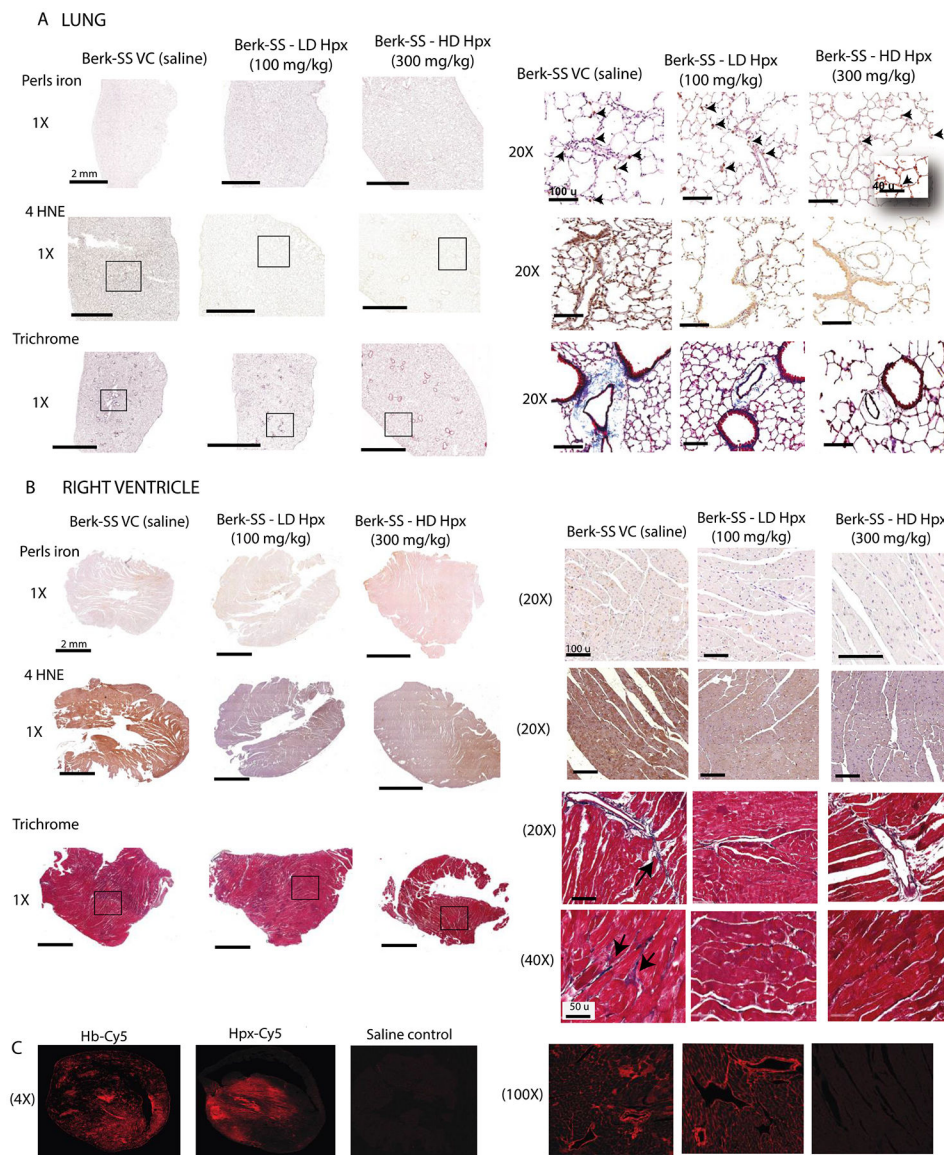 A LUNG
Berk-SS VC (saline)
Berk-SS - LD Hpx
(100 mg/kg)
Berk-SS - HD Hpx
(300 mg/kg)
Berk-SS VC (saline)
Berk-SS - LD Hpx
(100 mg/kg)
Berk-SS - HD Hpx
(300 mg/kg)
Perls iron
1X
2 mm
20X
100 u
40 u
4 HNE
1X
20X
Trichrome
1X
20X
B RIGHT VENTRICLE
Berk-SS VC (saline)
Berk-SS - LD Hpx
(100 mg/kg)
Berk-SS - HD Hpx
(300 mg/kg)
Berk-SS VC (saline)
Berk-SS - LD Hpx
(100 mg/kg)
Berk-SS - HD Hpx
(300 mg/kg)
Perls iron
1X
2 mm
(20X)
100 u
4 HNE
1X
(20X)
Trichrome
1X
(20X)
(40X)
50 u
C
Hb-Cy5
Hpx-Cy5
Saline control
(4X)
(100X)